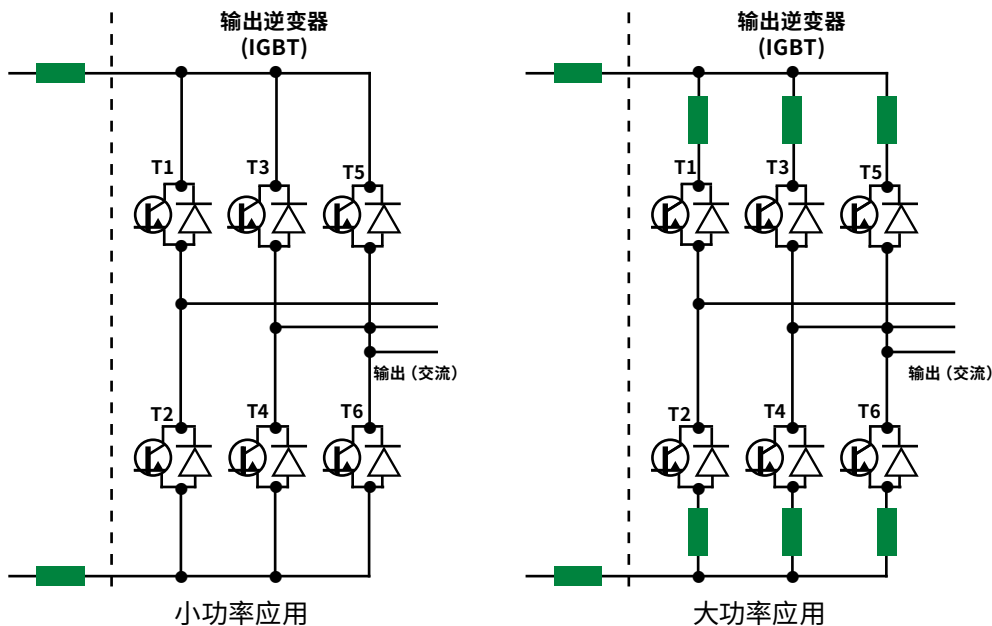 输出逆变器
(IGBT)
T1
T3
T5
输出（交流）
T2
T4
T6
小功率应用
输出逆变器
(IGBT)
T1
T3
T5
输出（交流）
T2
T4
T6
大功率应用